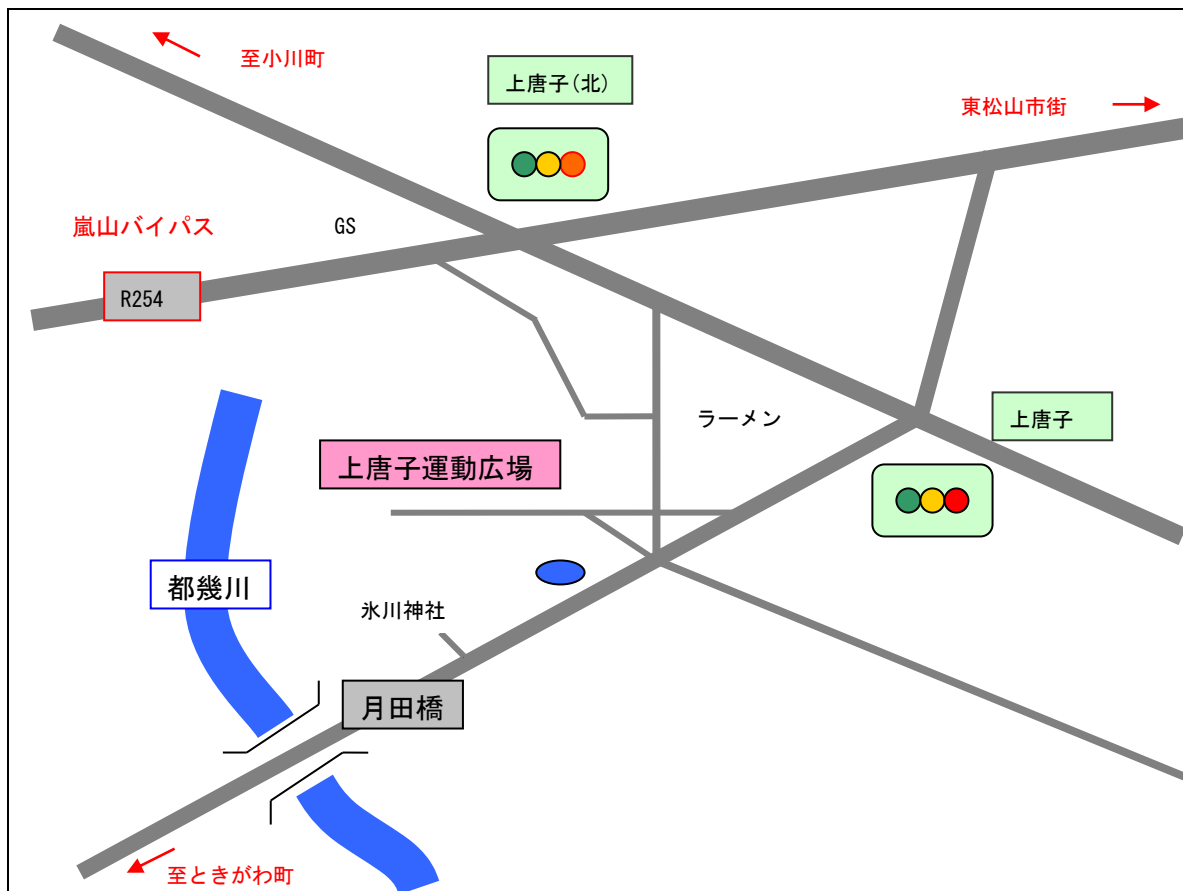 至小川町
上唐子(北)
東松山市街
嵐山バイパス
GS
R254
ラーメン
上唐子
上唐子運動広場
都幾川
氷川神社
月田橋
至ときがわ町